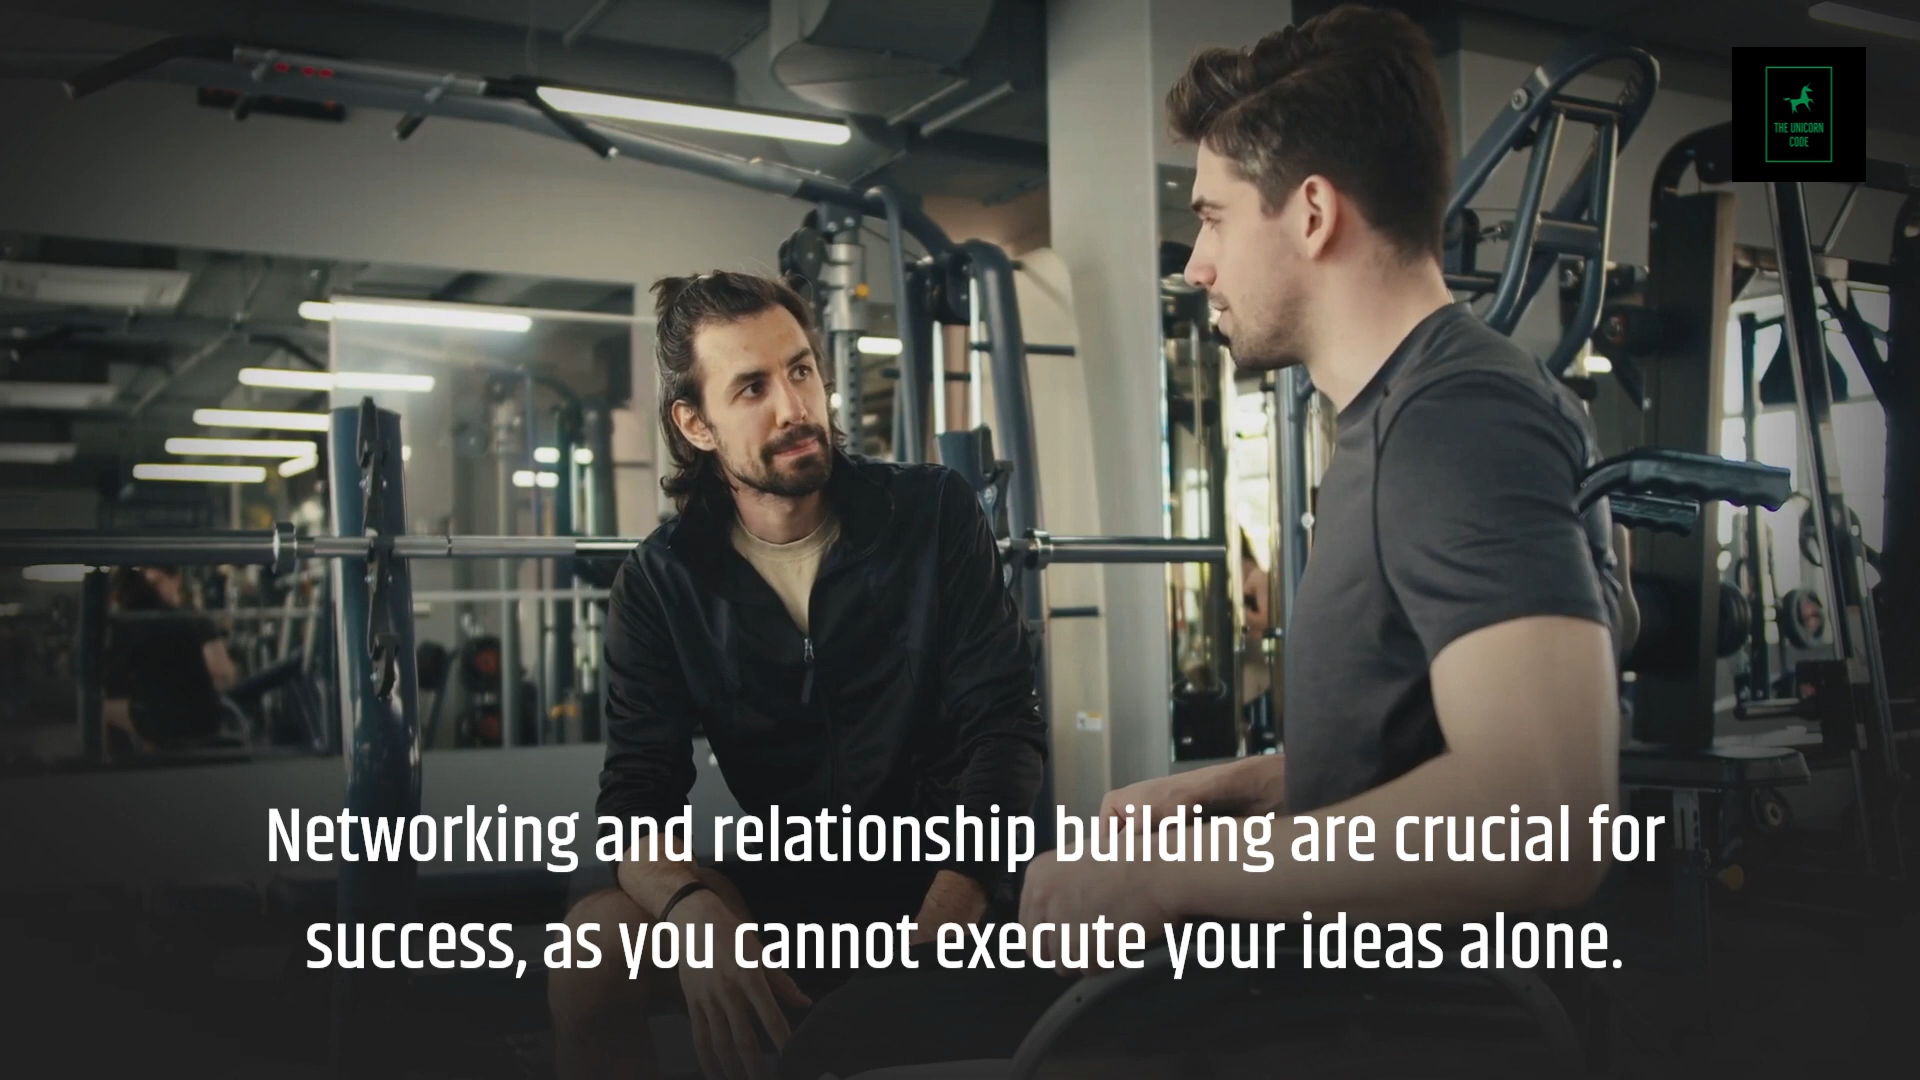 THE UNICORN
CODE
Networking and relationship building are crucial for
success, as you cannot execute your ideas alone.